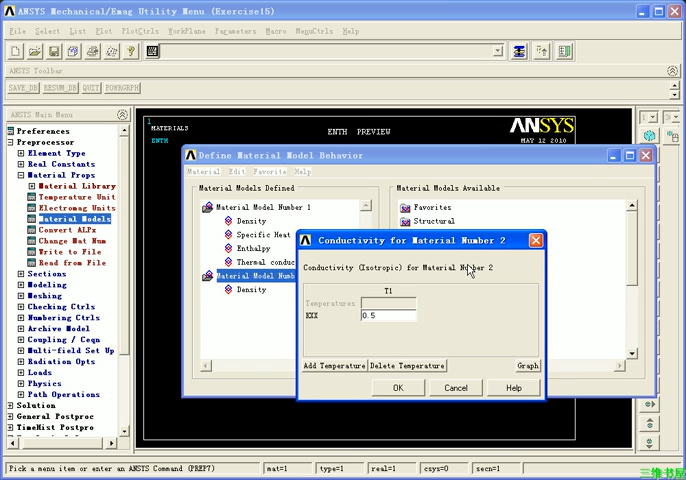 ANSYS Mechanical/Emag Utility Menu (Exercise15)
File Select List Plot PlotCtrls WorkPlane Parameters Macro MenuCtrls Help
ANSYS Toolbar
SAVE_DB RESUM_DB QUIT POWRGRPH
ANSYS Main Menu
Preferences
Preprocessor
Element Type
Real Constants
Material Props
Material Library
Temperature Unit
Electromag Units
Material Models
Convert ALPx
Change Mat Num
Write to File
Read from File
Sections
Modeling
Meshing
Checking Ctrls
Numbering Ctrls
Archive Model
Coupling / Ceqn
Multi-field Set Up
Radiation Opts
Loads
Physics
Path Operations
Solution
General Postproc
TimeHist Postproc
1
MATERIALS
ENTH
ENTH PREVIEW
ANSYS
MAY 12 2010
Define Material Model Behavior
Material Edit Favorite Help
Material Models Defined
Material Model Number 1
Density
Specific Heat
Enthalpy
Thermal conduc
Material Model Numb
Density
Material Models Available
Favorites
Structural
Conductivity for Material Number 2
Conductivity (Isotropic) for Material Number 2
T1
Temperatures
KXX 0.5
Add Temperature Delete Temperature Graph
OK Cancel Help
Pick a menu item or enter an ANSYS Command (PREP7) mat=1 type=1 real=1 csys=0 secn=1
三维书屋